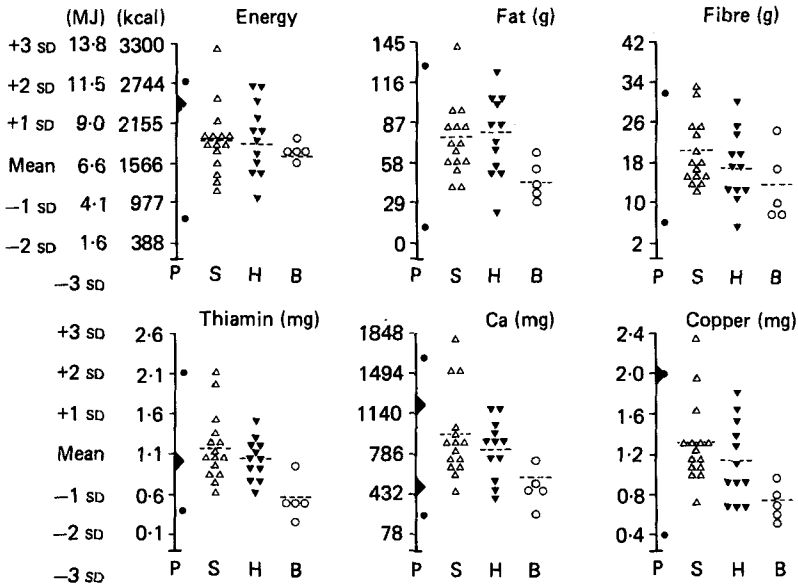 (MJ) (kcal) Energy Fat (g) Fibre (g)
+3 SD 13·8 3300 145 42
+2 SD 11·5 2744 116 34
+1 SD 9·0 2155 87 26
Mean 6·6 1566 58 18
−1 SD 4·1 977 29 10
−2 SD 1·6 388 0 2
P S H B P S H B P S H B
−3 SD
Thiamin (mg) Ca (mg) Copper (mg)
+3 SD 2·6 1848 2·4
+2 SD 2·1 1494 2·0
+1 SD 1·6 1140 1·6
Mean 1·1 786 1·2
−1 SD 0·6 432 0·8
−2 SD 0·1 78 0·4
−3 SD P S H B P S H B P S H B